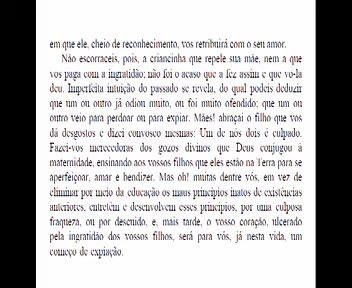 em que ele, cheio de reconhecimento, vos retribuirá com o seu amor.
Não escorraceis, pois, a criancinha que repele sua mãe, nem a que
vos paga com a ingratidão; não foi o acaso que a fez assim e que vo-la
deu. Imperfeita intuição do passado se revela, do qual podeis deduzir
que um ou outro já odiou muito, ou foi muito ofendido; que um ou
outro veio para perdoar ou para expiar. Mães! abraçai o filho que vos
dá desgostos e dizei convosco mesmas: Um de nós dois é culpado.
Fazei-vos merecedoras dos gozos divinos que Deus conjugou à
maternidade, ensinando aos vossos filhos que eles estão na Terra para se
aperfeiçoar, amar e bendizer. Mas oh! muitas dentre vós, em vez de
eliminar por meio da educação os maus princípios inatos de existências
anteriores, entretêm e desenvolvem esses princípios, por uma culposa
fraqueza, ou por descuido, e, mais tarde, o vosso coração, ulcerado
pela ingratidão dos vossos filhos, será para vós, já nesta vida, um
começo de expiação.